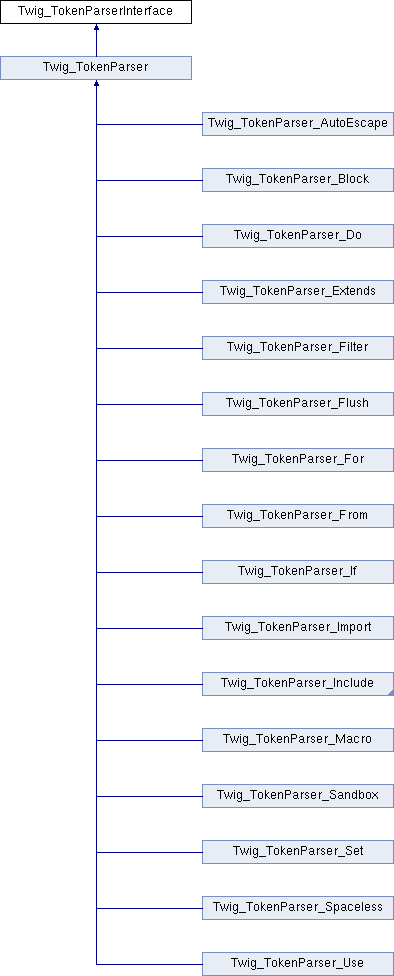 Twig_TokenParserInterface
Twig_TokenParser
Twig_TokenParser_AutoEscape
Twig_TokenParser_Block
Twig_TokenParser_Do
Twig_TokenParser_Extends
Twig_TokenParser_Filter
Twig_TokenParser_Flush
Twig_TokenParser_For
Twig_TokenParser_From
Twig_TokenParser_If
Twig_TokenParser_Import
Twig_TokenParser_Include
Twig_TokenParser_Macro
Twig_TokenParser_Sandbox
Twig_TokenParser_Set
Twig_TokenParser_Spaceless
Twig_TokenParser_Use